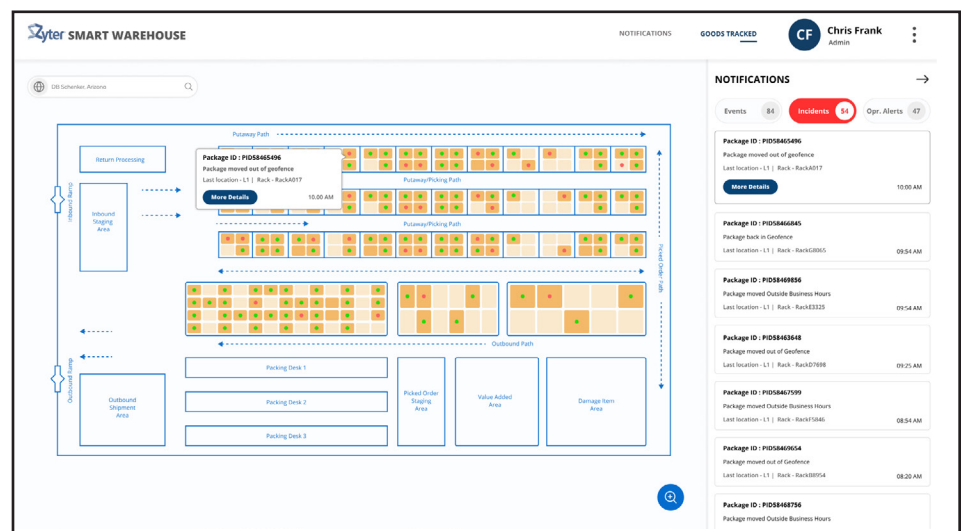 Zyter SMART WAREHOUSE
NOTIFICATIONS
GOODS TRACKED
CF
Chris Frank
Admin
DB Schenker, Arizona
Putaway Path
Return Processing
Package ID : PID58465496
Package moved out of geofence
Last location - L1 | Rack - RackA017
More Details
10.00 AM
Putaway/Picking Path
Inbound Ramp
Inbound
Staging
Area
Putaway/Picking Path
Picked Order Path
Outbound Path
Outbound Ramp
Outbound
Shipment
Area
Packing Desk 1
Packing Desk 2
Packing Desk 3
Picked Order
Staging
Area
Value Added
Area
Damage Item
Area
NOTIFICATIONS
Events 84
Incidents 54
Opr. Alerts 47
Package ID : PID58465496
Package moved out of geofence
Last location - L1 | Rack - RackA017
More Details
10:00 AM
Package ID : PID58466845
Package back in Geofence
Last location - L1 | Rack - RackG8065
09:54 AM
Package ID : PID58469856
Package moved Outside Business Hours
Last location - L1 | Rack - RackE3325
09:54 AM
Package ID : PID58463648
Package moved out of Geofence
Last location - L1 | Rack - RackD7698
09:25 AM
Package ID : PID58467599
Package moved Outside Business Hours
Last location - L1 | Rack - RackF5846
08:54 AM
Package ID : PID58469654
Package moved out of Geofence
Last location - L1 | Rack - RackB8954
08:20 AM
Package ID : PID58468756
Package moved Outside Business Hours